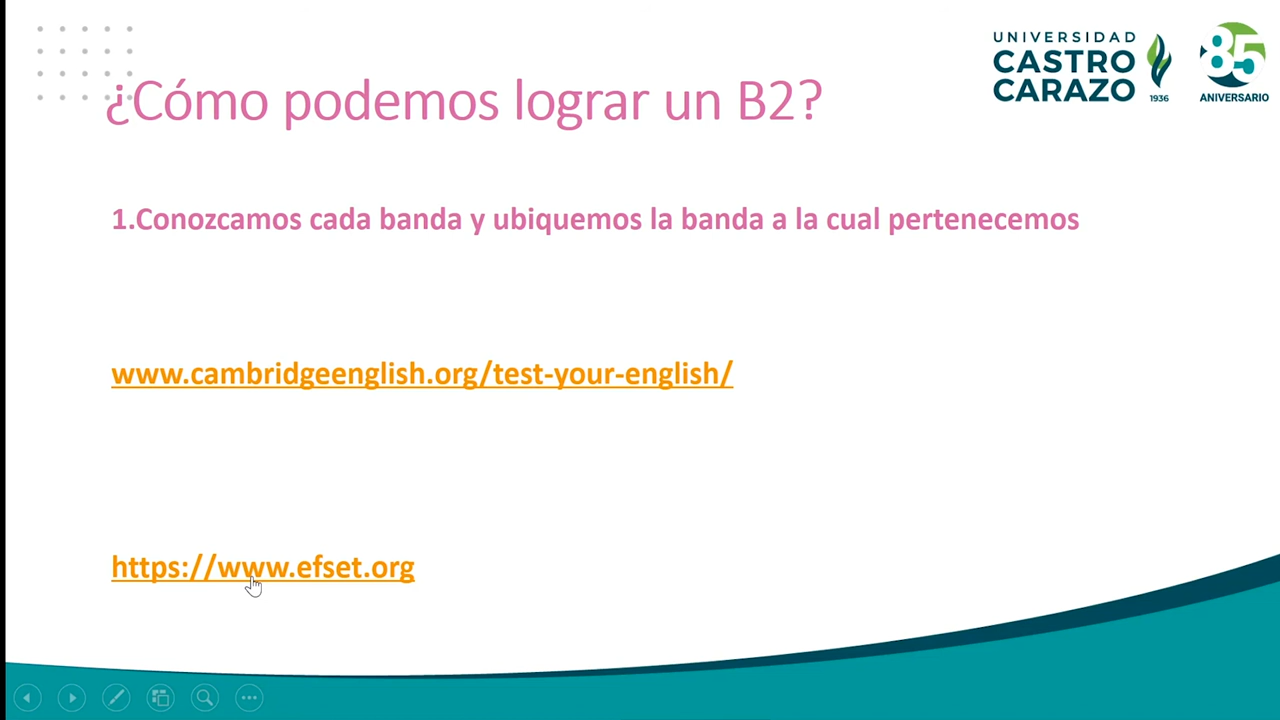 UNIVERSIDAD
CASTRO
CARAZO
1936
85
ANIVERSARIO
¿Cómo podemos lograr un B2?
1.Conozcamos cada banda y ubiquemos la banda a la cual pertenecemos
www.cambridgeenglish.org/test-your-english/
https://www.efset.org